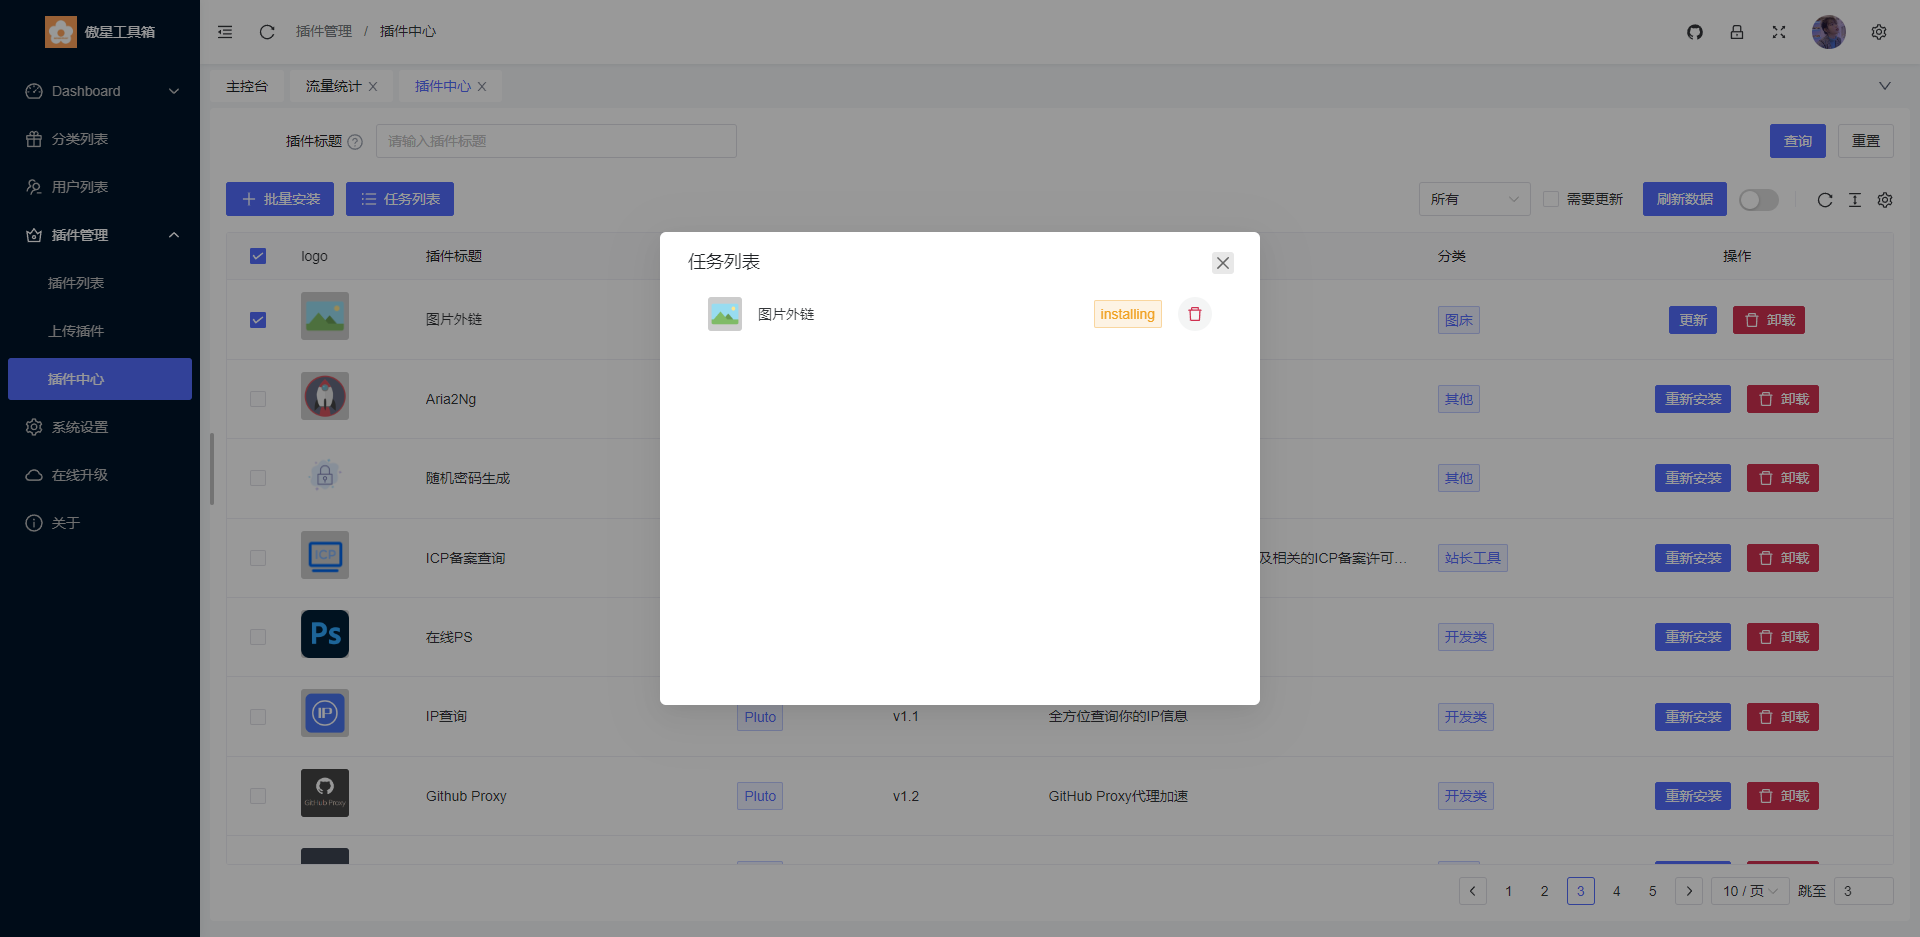 傲星工具箱
Dashboard
分类列表
用户列表
插件管理
插件列表
上传插件
插件中心
系统设置
在线升级
关于
插件管理 / 插件中心
主控台 流量统计 插件中心
插件标题 请输入插件标题 查询 重置
批量安装 任务列表 所有 需要更新 刷新数据
logo 插件标题 分类 操作
任务列表
图片外链 installing
图片外链 图床 更新 卸载
Aria2Ng 其他 重新安装 卸载
随机密码生成 其他 重新安装 卸载
ICP
ICP备案查询 及相关的ICP备案许可... 站长工具 重新安装 卸载
Ps
在线PS 开发类 重新安装 卸载
IP
IP查询 Pluto v1.1 全方位查询你的IP信息 开发类 重新安装 卸载
GitHub Proxy
Github Proxy Pluto v1.2 GitHub Proxy代理加速 开发类 重新安装 卸载
1 2 3 4 5 10 / 页 跳至 3